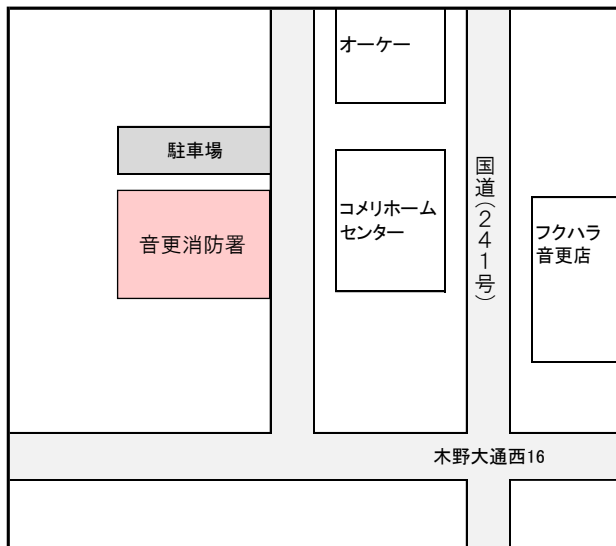 オーケー
駐車場
コメリホーム
センター
音更消防署
国道(241号)
フクハラ
音更店
木野大通西16